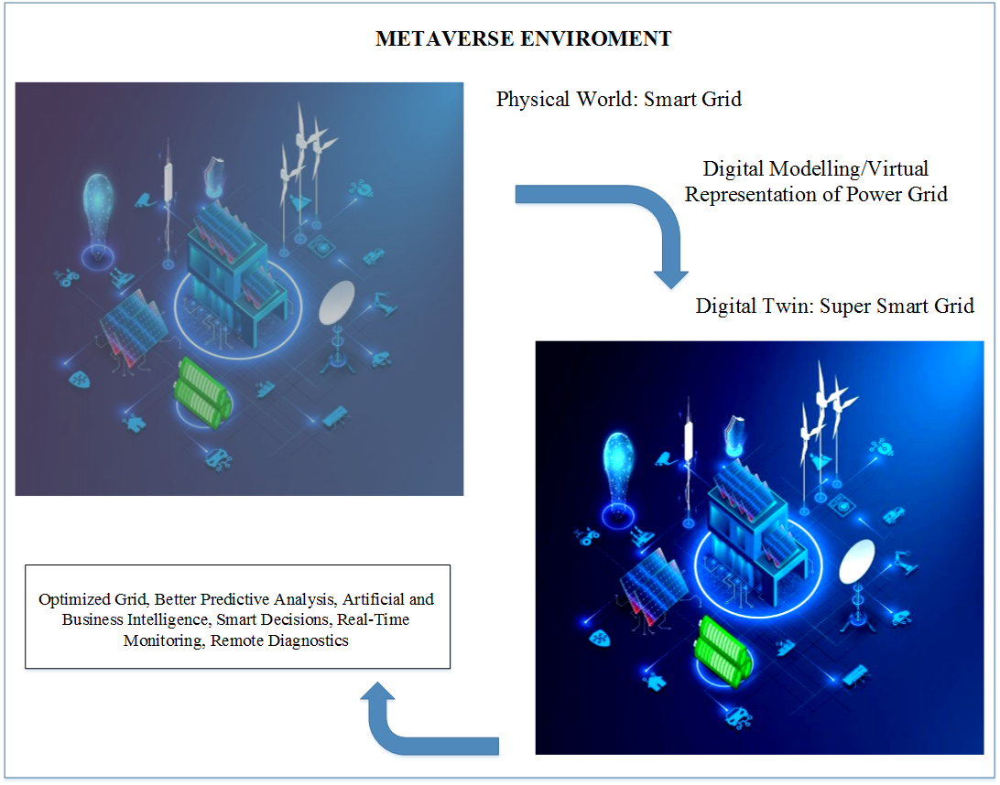 METAVERSE ENVIROMENT
Physical World: Smart Grid
Digital Modelling/Virtual
Representation of Power Grid
Digital Twin: Super Smart Grid
Optimized Grid, Better Predictive Analysis, Artificial and
Business Intelligence, Smart Decisions, Real-Time
Monitoring, Remote Diagnostics